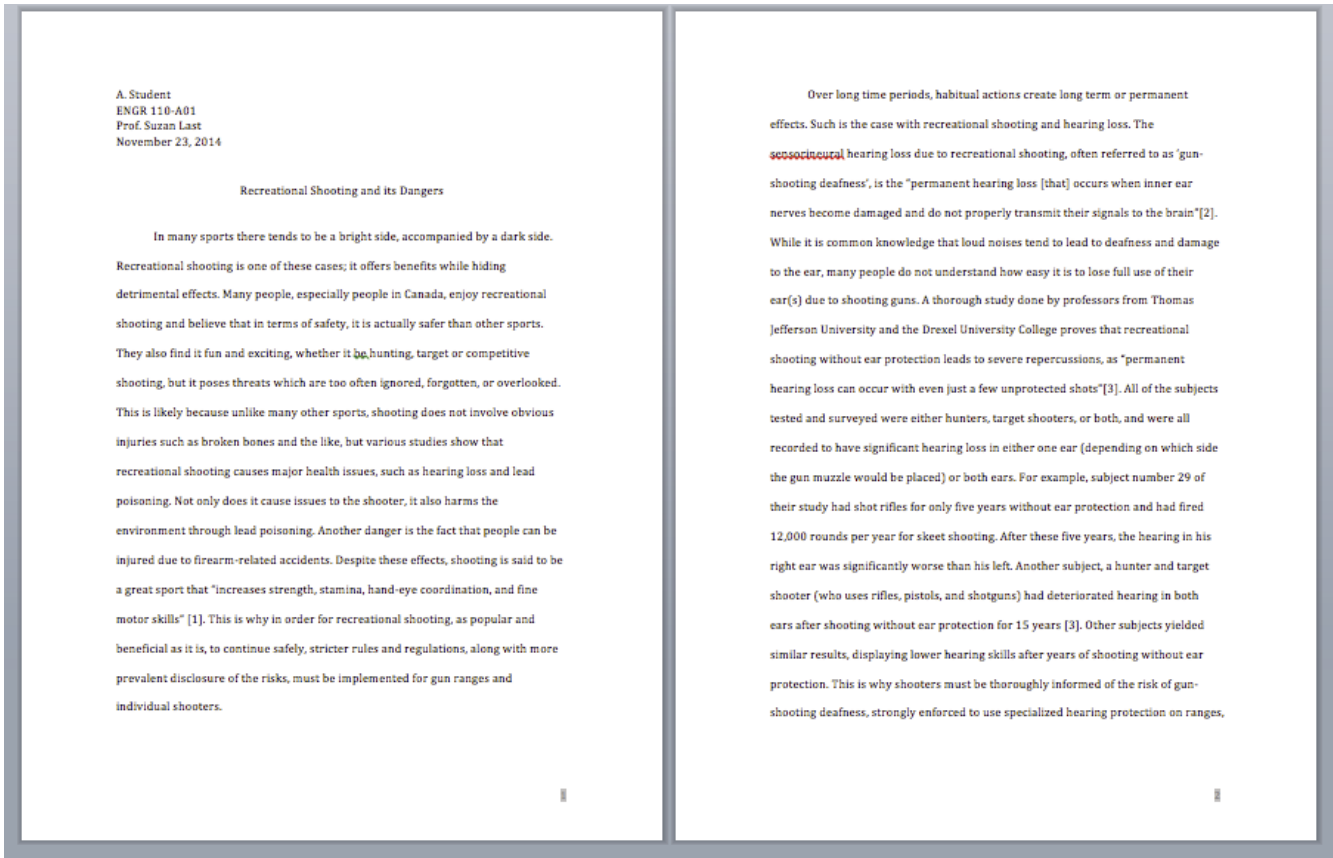 A. Student
ENGR 110-A01
Prof. Suzan Last
November 23, 2014
Recreational Shooting and its Dangers
In many sports there tends to be a bright side, accompanied by a dark side.
Recreational shooting is one of these cases; it offers benefits while hiding
detrimental effects. Many people, especially people in Canada, enjoy recreational
shooting and believe that in terms of safety, it is actually safer than other sports.
They also find it fun and exciting, whether it be hunting, target or competitive
shooting, but it poses threats which are too often ignored, forgotten, or overlooked.
This is likely because unlike many other sports, shooting does not involve obvious
injuries such as broken bones and the like, but various studies show that
recreational shooting causes major health issues, such as hearing loss and lead
poisoning. Not only does it cause issues to the shooter, it also harms the
environment through lead poisoning. Another danger is the fact that people can be
injured due to firearm-related accidents. Despite these effects, shooting is said to be
a great sport that "increases strength, stamina, hand-eye coordination, and fine
motor skills" [1]. This is why in order for recreational shooting, as popular and
beneficial as it is, to continue safely, stricter rules and regulations, along with more
prevalent disclosure of the risks, must be implemented for gun ranges and
individual shooters.
Over long time periods, habitual actions create long term or permanent
effects. Such is the case with recreational shooting and hearing loss. The
sensorineural hearing loss due to recreational shooting, often referred to as 'gun-
shooting deafness', is the "permanent hearing loss [that] occurs when inner ear
nerves become damaged and do not properly transmit their signals to the brain"[2].
While it is common knowledge that loud noises tend to lead to deafness and damage
to the ear, many people do not understand how easy it is to lose full use of their
ear(s) due to shooting guns. A thorough study done by professors from Thomas
Jefferson University and the Drexel University College proves that recreational
shooting without ear protection leads to severe repercussions, as "permanent
hearing loss can occur with even just a few unprotected shots"[3]. All of the subjects
tested and surveyed were either hunters, target shooters, or both, and were all
recorded to have significant hearing loss in either one ear (depending on which side
the gun muzzle would be placed) or both ears. For example, subject number 29 of
their study had shot rifles for only five years without ear protection and had fired
12,000 rounds per year for skeet shooting. After these five years, the hearing in his
right ear was significantly worse than his left. Another subject, a hunter and target
shooter (who uses rifles, pistols, and shotguns) had deteriorated hearing in both
ears after shooting without ear protection for 15 years [3]. Other subjects yielded
similar results, displaying lower hearing skills after years of shooting without ear
protection. This is why shooters must be thoroughly informed of the risk of gun-
shooting deafness, strongly enforced to use specialized hearing protection on ranges,